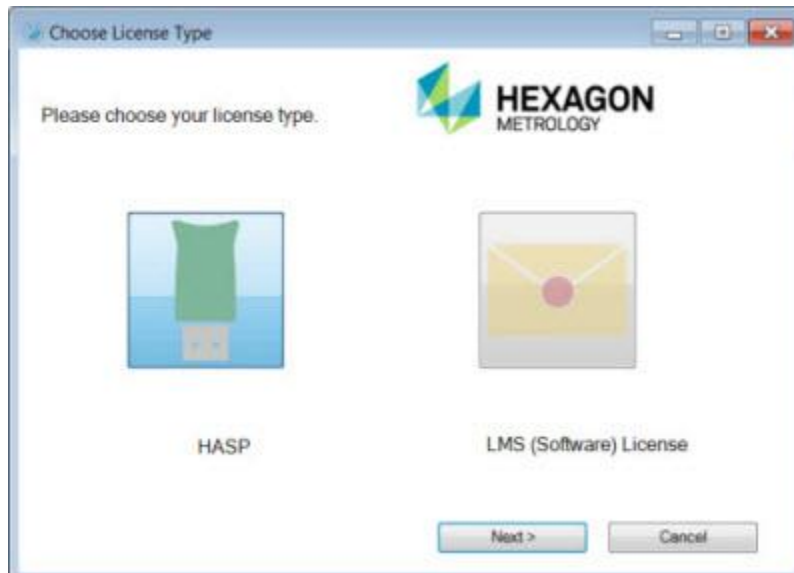 Choose License Type
Please choose your license type.
HEXAGON
METROLOGY
HASP
LMS (Software) License
Next >
Cancel